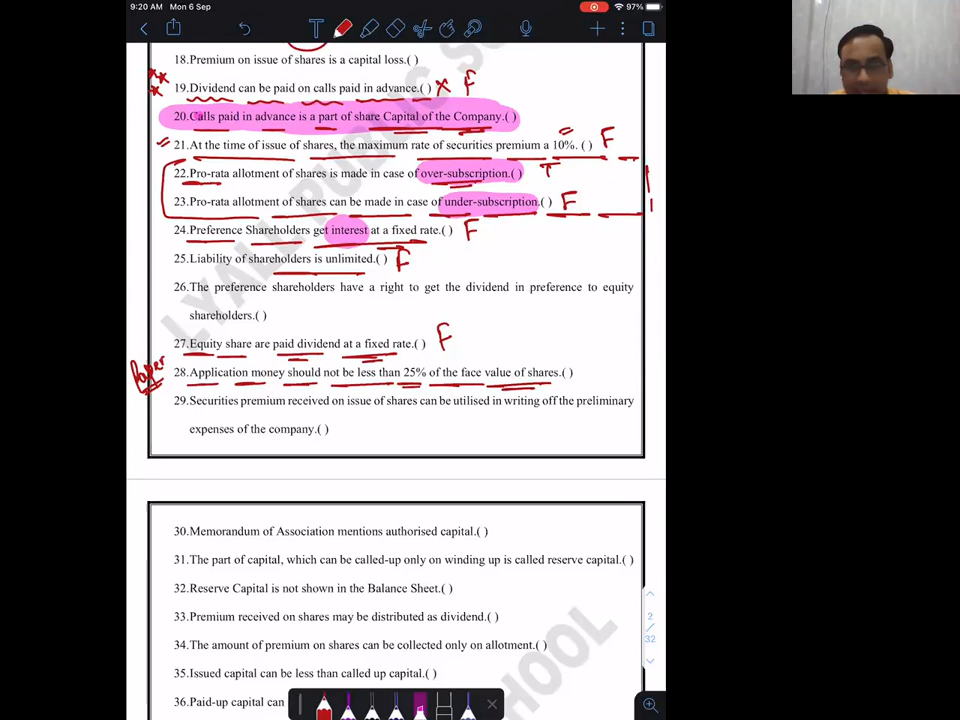 9:20 AM Mon 6 Sep
97%
18.Premium on issue of shares is a capital loss.( )
19.Dividend can be paid on calls paid in advance.( ) × F
20.Calls paid in advance is a part of share Capital of the Company.( )
21.At the time of issue of shares, the maximum rate of securities premium a 10%. ( ) F
22.Pro-rata allotment of shares is made in case of over-subscription.( ) T
23.Pro-rata allotment of shares can be made in case of under-subscription.( ) F
24.Preference Shareholders get interest at a fixed rate.( ) F
25.Liability of shareholders is unlimited.( ) F
26.The preference shareholders have a right to get the dividend in preference to equity
shareholders.( )
27.Equity share are paid dividend at a fixed rate.( ) F
Paper 28.Application money should not be less than 25% of the face value of shares.( )
29.Securities premium received on issue of shares can be utilised in writing off the preliminary
expenses of the company.( )
30.Memorandum of Association mentions authorised capital.( )
31.The part of capital, which can be called-up only on winding up is called reserve capital.( )
32.Reserve Capital is not shown in the Balance Sheet.( )
33.Premium received on shares may be distributed as dividend.( )
34.The amount of premium on shares can be collected only on allotment.( )
35.Issued capital can be less than called up capital.( )
36.Paid-up capital can
2
/
32
LYALL PUBLIC SC
HOOL